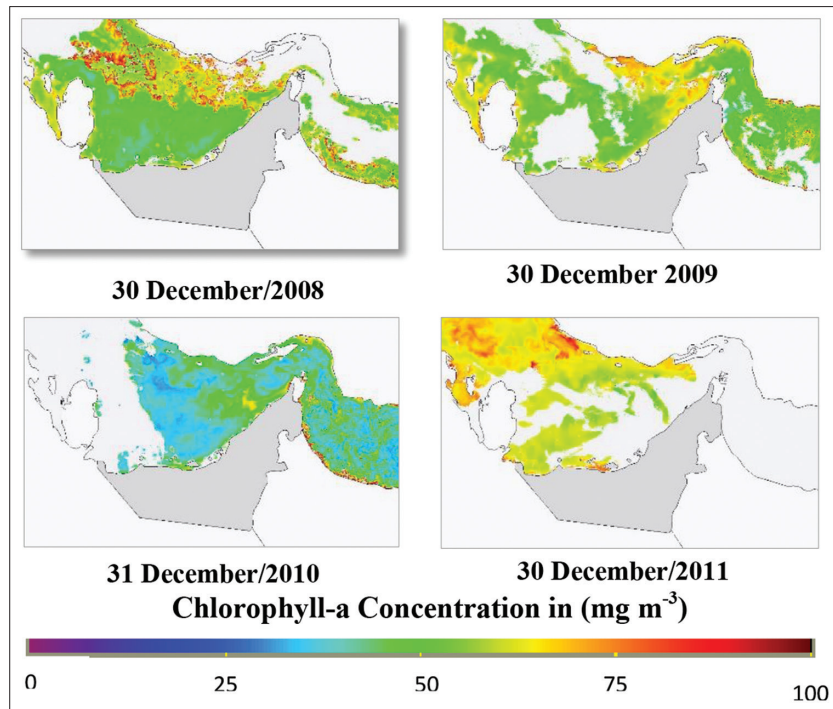 30 December/2008
30 December 2009
31 December/2010
30 December/2011
Chlorophyll-a Concentration in (mg m⁻³)
0 25 50 75 100